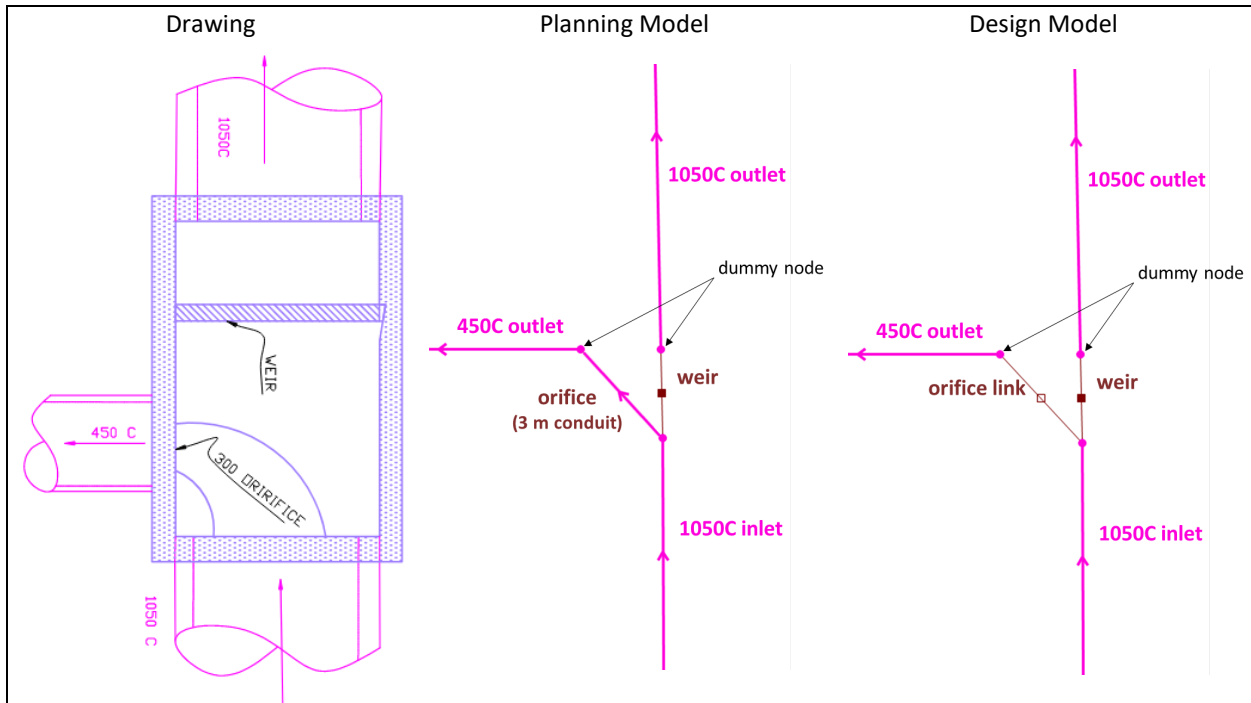 Drawing
Planning Model
Design Model
1050C
WEIR
450 C
300 ORIRIFICE
1050 C
1050C outlet
dummy node
450C outlet
weir
orifice
(3 m conduit)
1050C inlet
1050C outlet
dummy node
450C outlet
orifice link
weir
1050C inlet